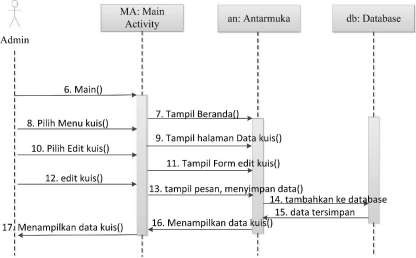 MA: Main
Activity
an: Antarmuka
db: Database
Admin
6. Main()
7. Tampil Beranda()
8. Pilih Menu kuis()
9. Tampil halaman Data kuis()
10. Pilih Edit kuis()
11. Tampil Form edit kuis()
12. edit kuis()
13. tampil pesan, menyimpan data()
14. tambahkan ke database
15. data tersimpan
16. Menampilkan data kuis()
17. Menampilkan data kuis()